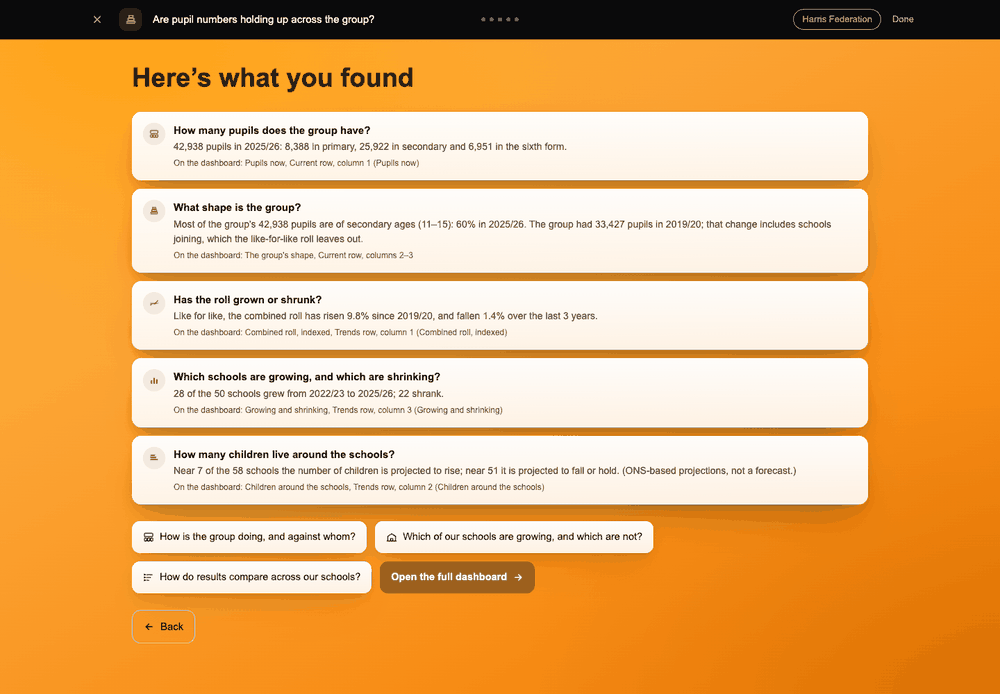 Are pupil numbers holding up across the group?
Harris Federation
Done
Here’s what you found
How many pupils does the group have?
42,938 pupils in 2025/26: 8,388 in primary, 25,922 in secondary and 6,951 in the sixth form.
On the dashboard: Pupils now, Current row, column 1 (Pupils now)
What shape is the group?
Most of the group's 42,938 pupils are of secondary ages (11–15): 60% in 2025/26. The group had 33,427 pupils in 2019/20; that change includes schools
joining, which the like-for-like roll leaves out.
On the dashboard: The group's shape, Current row, columns 2–3
Has the roll grown or shrunk?
Like for like, the combined roll has risen 9.8% since 2019/20, and fallen 1.4% over the last 3 years.
On the dashboard: Combined roll, indexed, Trends row, column 1 (Combined roll, indexed)
Which schools are growing, and which are shrinking?
28 of the 50 schools grew from 2022/23 to 2025/26; 22 shrank.
On the dashboard: Growing and shrinking, Trends row, column 3 (Growing and shrinking)
How many children live around the schools?
Near 7 of the 58 schools the number of children is projected to rise; near 51 it is projected to fall or hold. (ONS-based projections, not a forecast.)
On the dashboard: Children around the schools, Trends row, column 2 (Children around the schools)
How is the group doing, and against whom?
Which of our schools are growing, and which are not?
How do results compare across our schools?
Open the full dashboard →
← Back